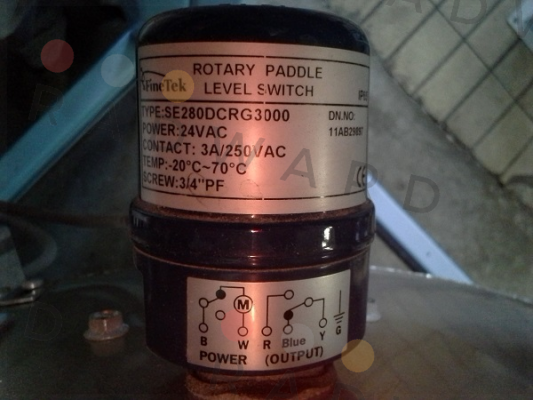 FineTek
ROTARY PADDLE
LEVEL SWITCH
TYPE:SE280DCRG3000
POWER:24VAC
CONTACT: 3A/250VAC
TEMP:-20°C~70°C
SCREW:3/4"PF
DN.NO:
CE
M
B W R Blue Y G
POWER (OUTPUT)